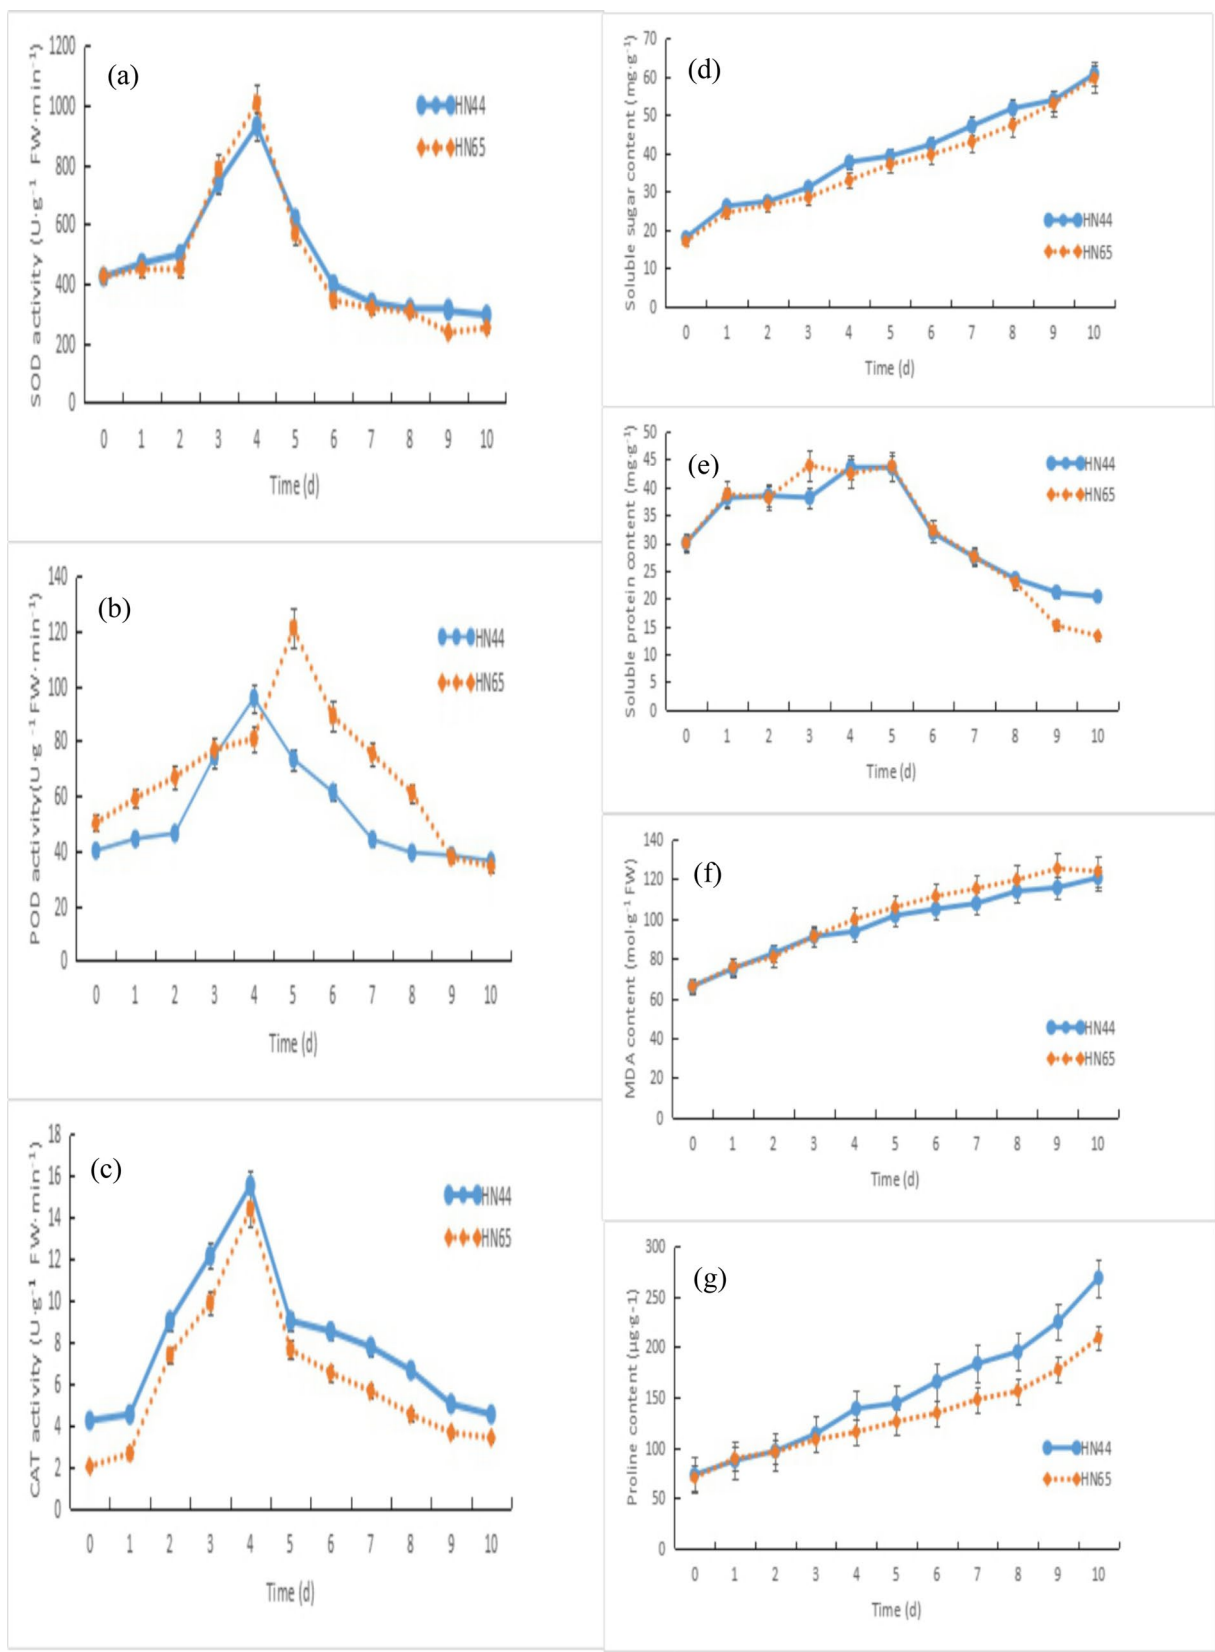 (a)
SOD activity (U·g⁻¹ FW·min⁻¹)
1200
1000
800
600
400
200
0
HN44
HN65
0 1 2 3 4 5 6 7 8 9 10
Time (d)
(b)
POD activity(U·g⁻¹ FW·min⁻¹)
140
120
100
80
60
40
20
0
HN44
HN65
0 1 2 3 4 5 6 7 8 9 10
Time (d)
(c)
CAT activity (U·g⁻¹ FW·min⁻¹)
18
16
14
12
10
8
6
4
2
0
HN44
HN65
0 1 2 3 4 5 6 7 8 9 10
Time (d)
(d)
Soluble sugar content (mg·g⁻¹)
70
60
50
40
30
20
10
0
HN44
HN65
0 1 2 3 4 5 6 7 8 9 10
Time (d)
(e)
Soluble protein content (mg·g⁻¹)
50
45
40
35
30
25
20
15
10
5
0
HN44
HN65
0 1 2 3 4 5 6 7 8 9 10
Time (d)
(f)
MDA content (mol·g⁻¹ FW)
140
120
100
80
60
40
20
0
HN44
HN65
0 1 2 3 4 5 6 7 8 9 10
Time (d)
(g)
Proline content (µg·g-1)
300
250
200
150
100
50
0
HN44
HN65
0 1 2 3 4 5 6 7 8 9 10
Time (d)